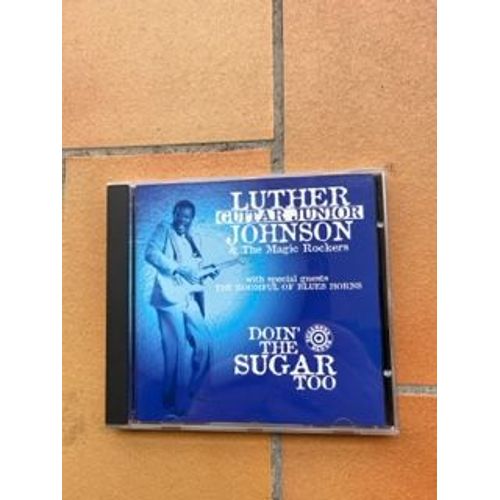 LUTHER
GUITAR JUNIOR
JOHNSON
& The Magic Rockers
with special guests
THE ROOMFUL OF BLUES HORNS
DOIN'
THE
SUGAR
TOO